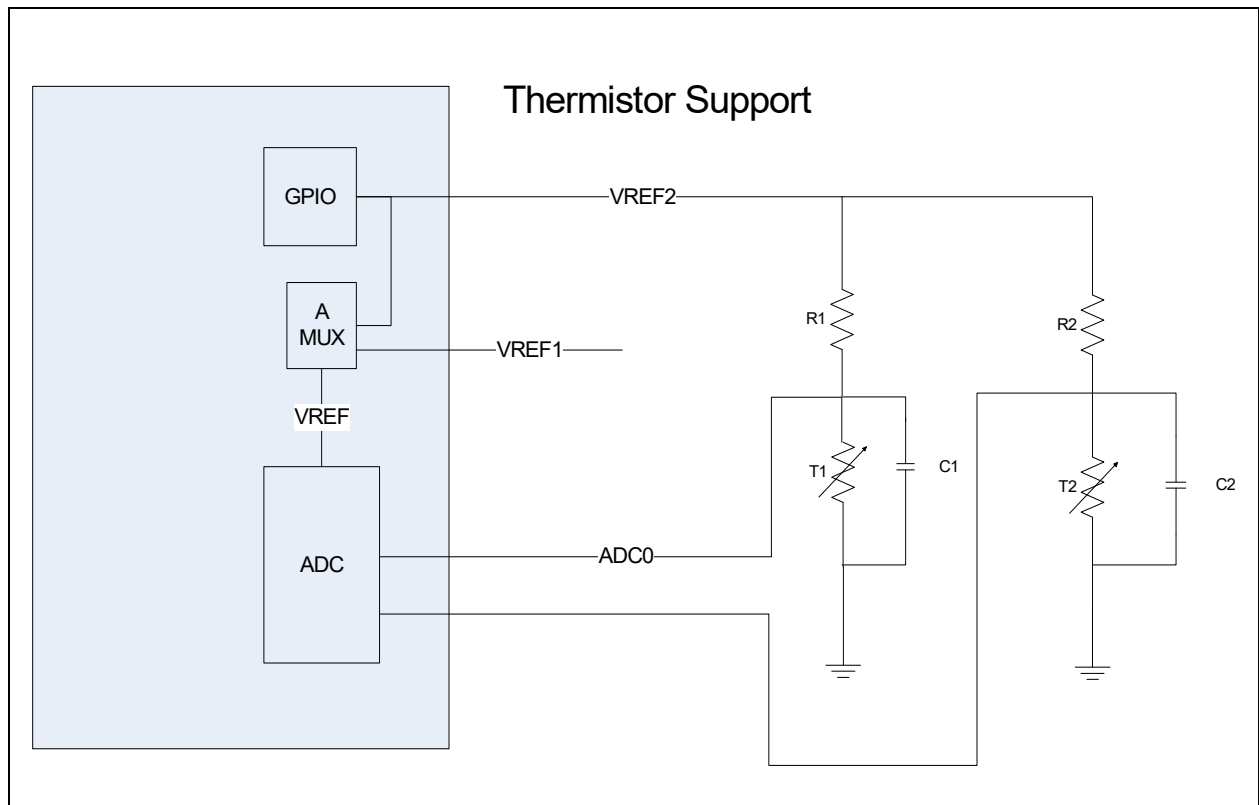 Thermistor Support
GPIO
VREF2
A
MUX
R1
R2
VREF1
VREF
T1
C1
T2
C2
ADC
ADC0